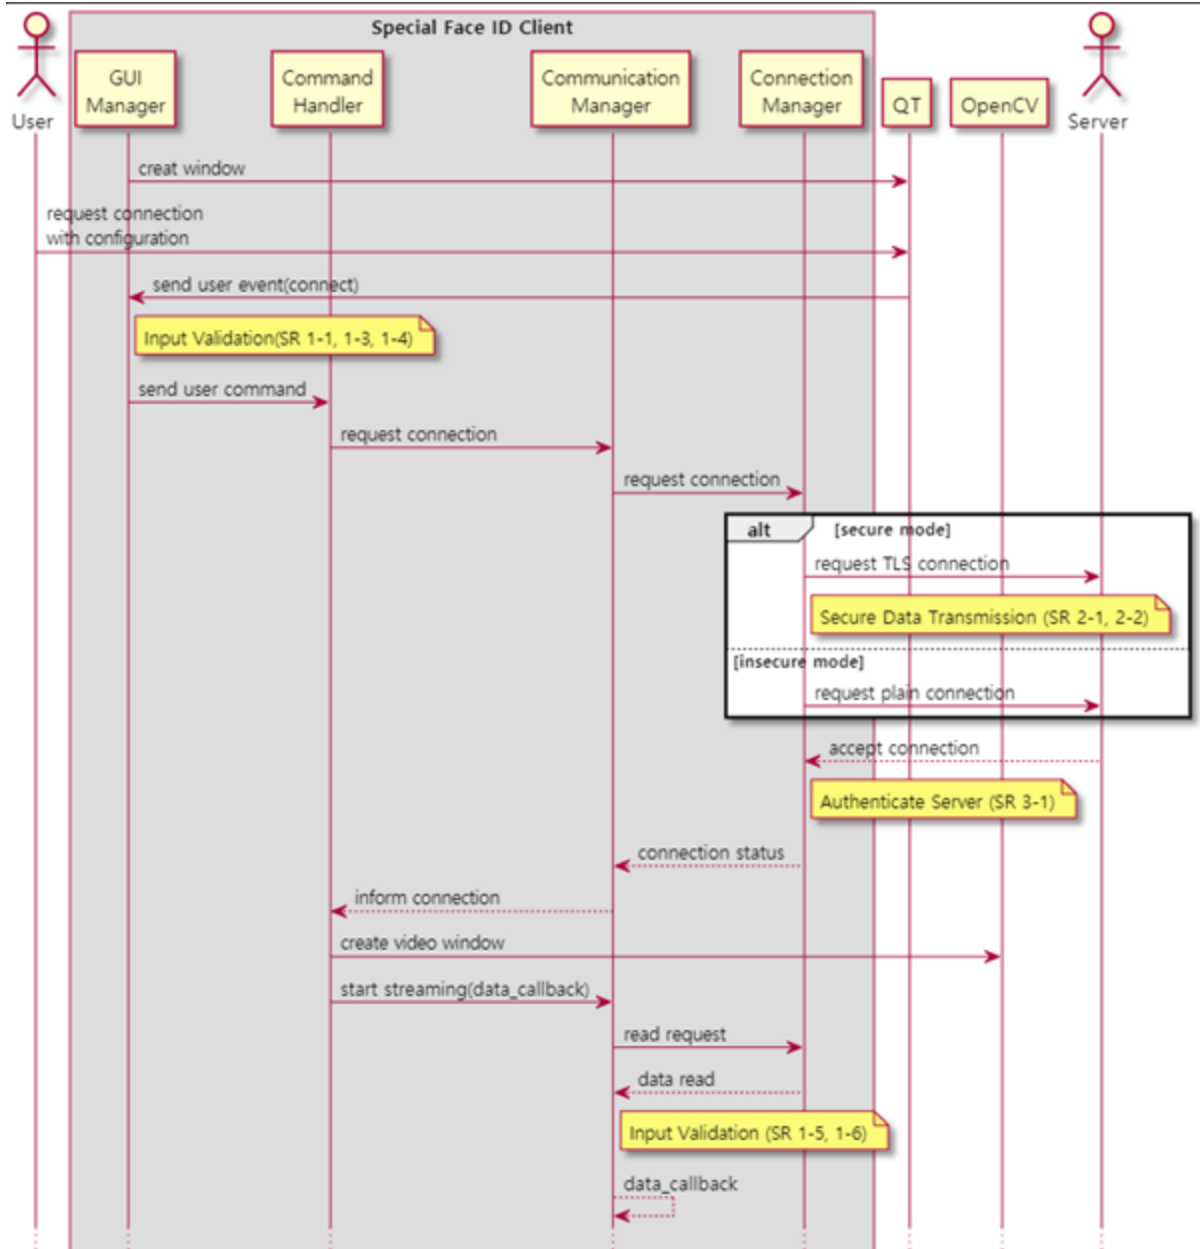 Special Face ID Client
GUI
Manager
Command
Handler
Communication
Manager
Connection
Manager
QT
OpenCV
User
Server
creat window
request connection
with configuration
send user event(connect)
Input Validation(SR 1-1, 1-3, 1-4)
send user command
request connection
request connection
alt [secure mode]
request TLS connection
Secure Data Transmission (SR 2-1, 2-2)
[insecure mode]
request plain connection
accept connection
Authenticate Server (SR 3-1)
connection status
inform connection
create video window
start streaming(data_callback)
read request
data read
Input Validation (SR 1-5, 1-6)
data_callback